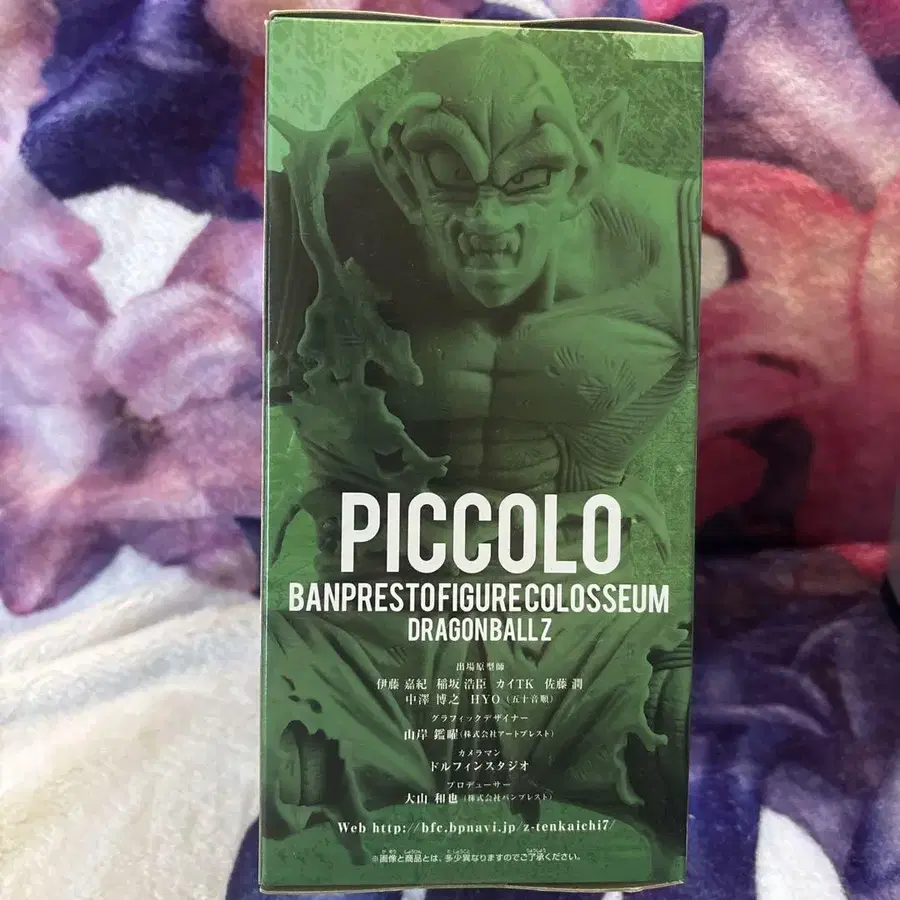 PICCOLO
BANPRESTO FIGURE COLOSSEUM
DRAGONBALL Z
出場原型師
伊藤 嘉紀 稲坂 浩臣 カイTK 佐藤 潤
中澤 博之 HYO (五十音順)
グラフィックデザイナー
山岸 鑑曜(株式会社アートプレスト)
カメラマン
ドルフィンスタジオ
プロデューサー
大山 和也 (株式会社バンプレスト)
Web http://bfc.bpnavi.jp/z-tenkaichi7/
※画像と商品とは、多少異なりますのでご了承ください。